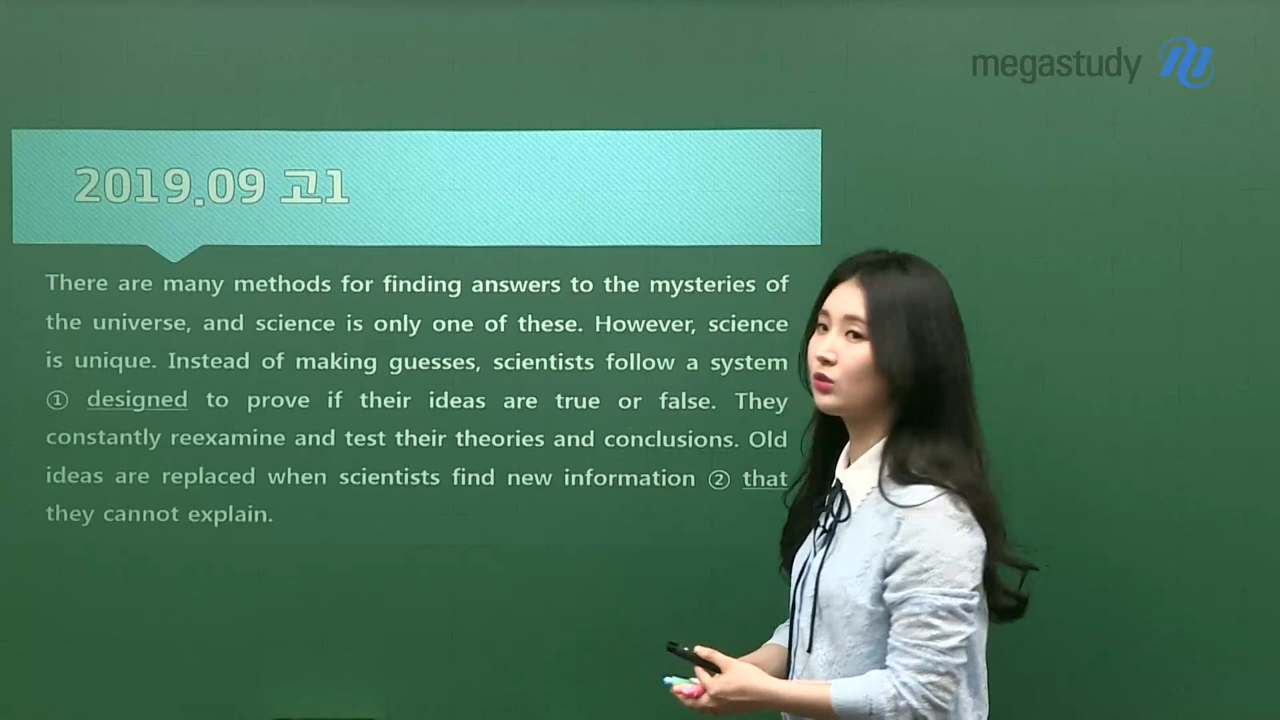 megastudy
2019.09 고1
There are many methods for finding answers to the mysteries of
the universe, and science is only one of these. However, science
is unique. Instead of making guesses, scientists follow a system
① designed to prove if their ideas are true or false. They
constantly reexamine and test their theories and conclusions. Old
ideas are replaced when scientists find new information ② that
they cannot explain.